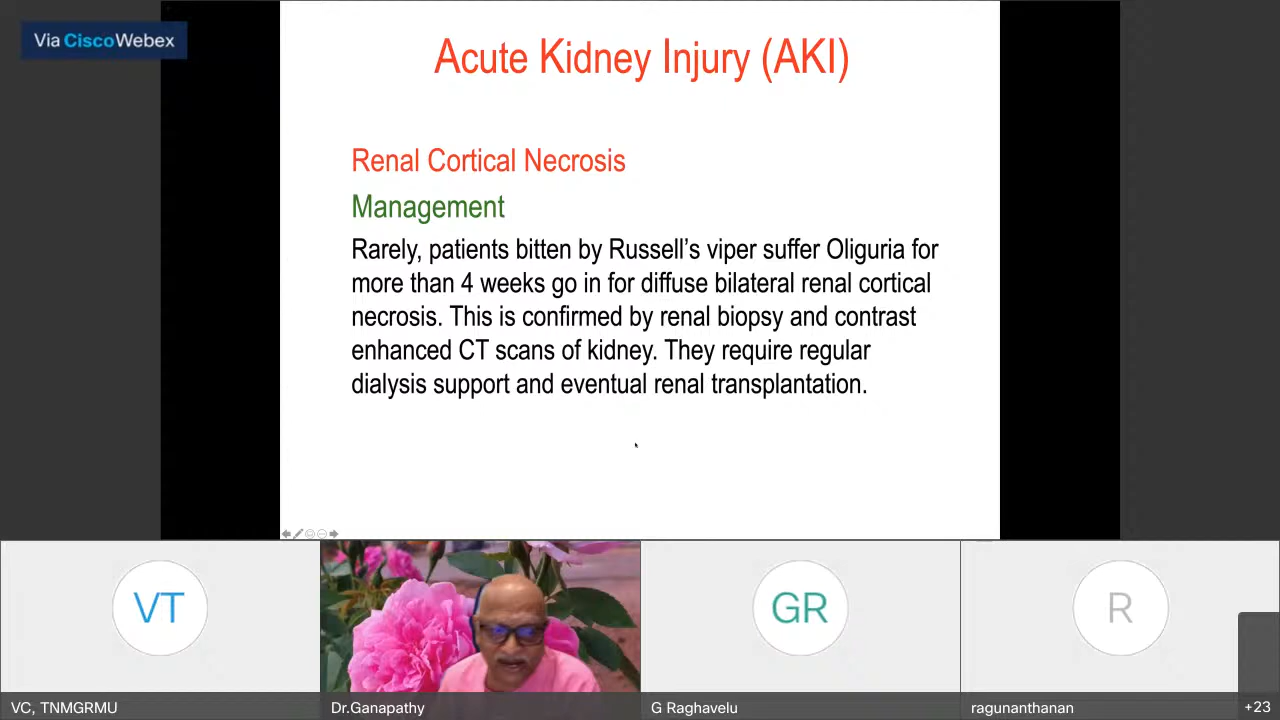 Via CiscoWebex
Acute Kidney Injury (AKI)
Renal Cortical Necrosis
Management
Rarely, patients bitten by Russell’s viper suffer Oliguria for
more than 4 weeks go in for diffuse bilateral renal cortical
necrosis. This is confirmed by renal biopsy and contrast
enhanced CT scans of kidney. They require regular
dialysis support and eventual renal transplantation.
VT
GR
R
VC, TNMGRMU
Dr.Ganapathy
G Raghavelu
ragunanthanan
+23